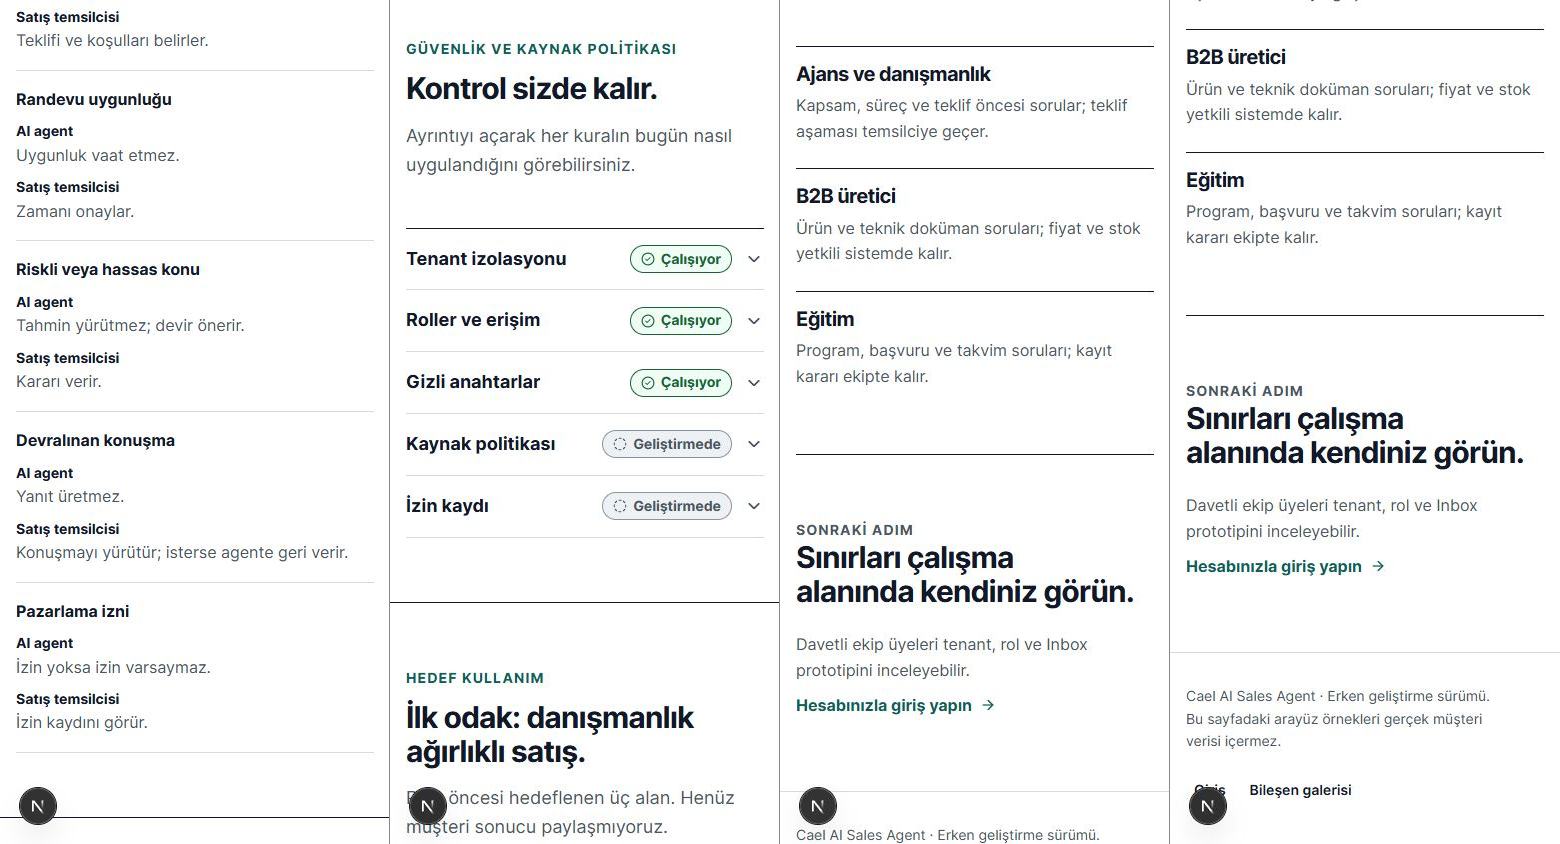 Satış temsilcisi
Teklifi ve koşulları belirler.
Randevu uygunluğu
AI agent
Uygunluk vaat etmez.
Satış temsilcisi
Zamanı onaylar.
Riskli veya hassas konu
AI agent
Tahmin yürütmez; devir önerir.
Satış temsilcisi
Kararı verir.
Devralınan konuşma
AI agent
Yanıt üretmez.
Satış temsilcisi
Konuşmayı yürütür; isterse agente geri verir.
Pazarlama izni
AI agent
İzin yoksa izin varsaymaz.
Satış temsilcisi
İzin kaydını görür.
N
GÜVENLİK VE KAYNAK POLİTİKASI
Kontrol sizde kalır.
Ayrıntıyı açarak her kuralın bugün nasıl
uygulandığını görebilirsiniz.
Tenant izolasyonu Çalışıyor
Roller ve erişim Çalışıyor
Gizli anahtarlar Çalışıyor
Kaynak politikası Geliştirmede
İzin kaydı Geliştirmede
HEDEF KULLANIM
İlk odak: danışmanlık
ağırlıklı satış.
öncesi hedeflenen üç alan. Henüz
müşteri sonucu paylaşmıyoruz.
N
Ajans ve danışmanlık
Kapsam, süreç ve teklif öncesi sorular; teklif
aşaması temsilciye geçer.
B2B üretici
Ürün ve teknik doküman soruları; fiyat ve stok
yetkili sistemde kalır.
Eğitim
Program, başvuru ve takvim soruları; kayıt
kararı ekipte kalır.
SONRAKİ ADIM
Sınırları çalışma
alanında kendiniz görün.
Davetli ekip üyeleri tenant, rol ve Inbox
prototipini inceleyebilir.
Hesabınızla giriş yapın →
N
Cael AI Sales Agent · Erken geliştirme sürümü.
B2B üretici
Ürün ve teknik doküman soruları; fiyat ve stok
yetkili sistemde kalır.
Eğitim
Program, başvuru ve takvim soruları; kayıt
kararı ekipte kalır.
SONRAKİ ADIM
Sınırları çalışma
alanında kendiniz görün.
Davetli ekip üyeleri tenant, rol ve Inbox
prototipini inceleyebilir.
Hesabınızla giriş yapın →
Cael AI Sales Agent · Erken geliştirme sürümü.
Bu sayfadaki arayüz örnekleri gerçek müşteri
verisi içermez.
Bileşen galerisi
N